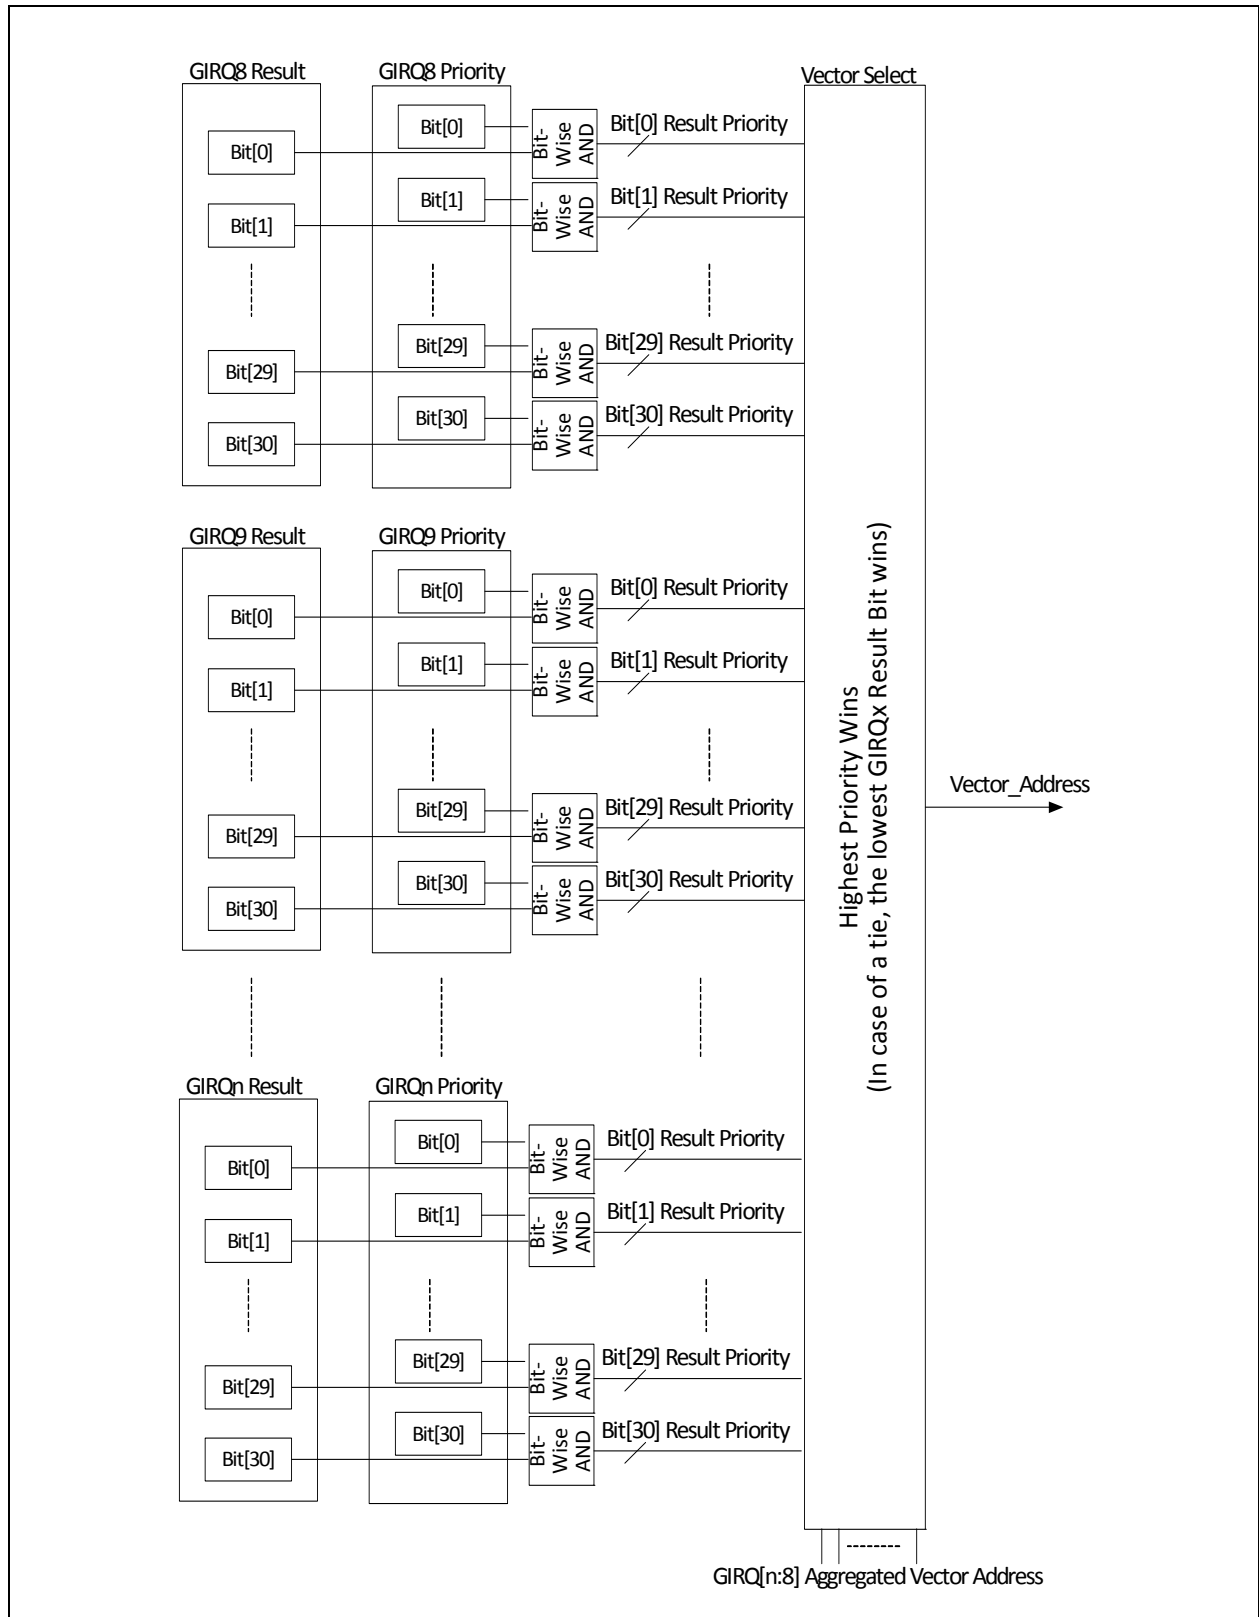 GIRQ8 Result
GIRQ8 Priority
Vector Select
Bit[0]
Bit[0]
Bit-
Wise
AND
Bit[0] Result Priority
Bit[1]
Bit[1]
Bit-
Wise
AND
Bit[1] Result Priority
Bit[29]
Bit[29]
Bit-
Wise
AND
Bit[29] Result Priority
Bit[30]
Bit[30]
Bit-
Wise
AND
Bit[30] Result Priority
GIRQ9 Result
GIRQ9 Priority
Bit[0]
Bit[0]
Bit-
Wise
AND
Bit[0] Result Priority
Bit[1]
Bit[1]
Bit-
Wise
AND
Bit[1] Result Priority
Bit[29]
Bit[29]
Bit-
Wise
AND
Bit[29] Result Priority
Bit[30]
Bit[30]
Bit-
Wise
AND
Bit[30] Result Priority
Highest Priority Wins
(In case of a tie, the lowest GIRQx Result Bit wins)
Vector_Address
GIRQn Result
GIRQn Priority
Bit[0]
Bit[0]
Bit-
Wise
AND
Bit[0] Result Priority
Bit[1]
Bit[1]
Bit-
Wise
AND
Bit[1] Result Priority
Bit[29]
Bit[29]
Bit-
Wise
AND
Bit[29] Result Priority
Bit[30]
Bit[30]
Bit-
Wise
AND
Bit[30] Result Priority
GIRQ[n:8] Aggregated Vector Address